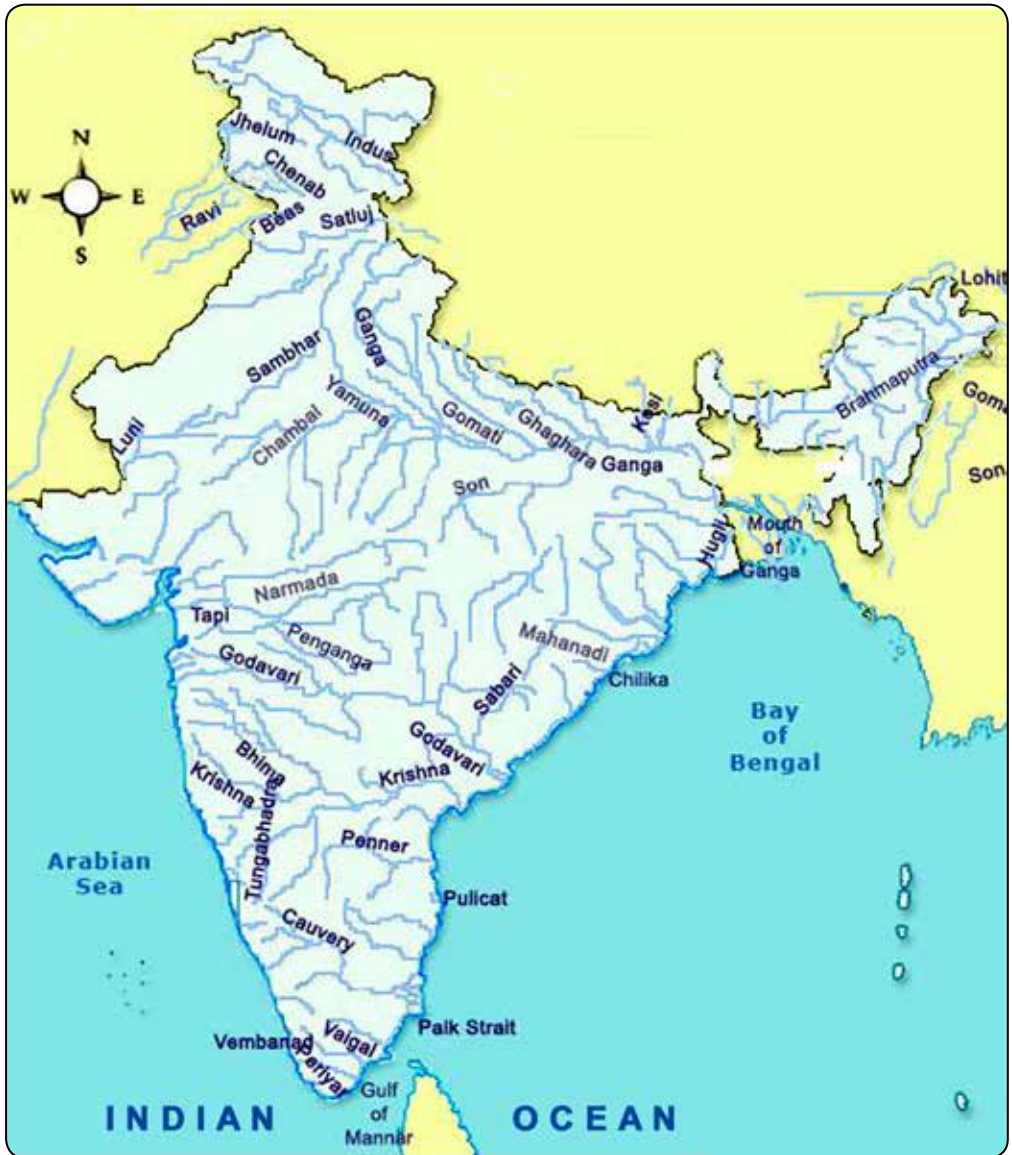 N
W
E
S
Jhelum
Indus
Chenab
Ravi
Beas
Satluj
Lohit
Ganga
Sambhar
Yamuna
Brahmaputra
Goma
Luni
Chambal
Gomati
Ghaghara
Kosi
Ganga
Son
Son
Hugli
Mouth
of
Ganga
Narmada
Tapi
Penganga
Mahanadi
Godavari
Sabari
Chilika
Bay
of
Bengal
Godavari
Bhima
Krishna
Krishna
Tungabhadra
Penner
Arabian
Sea
Pulicat
Cauvery
Palk Strait
Vembanad
Vaigal
Periyar
Gulf
of
Mannar
INDIAN OCEAN